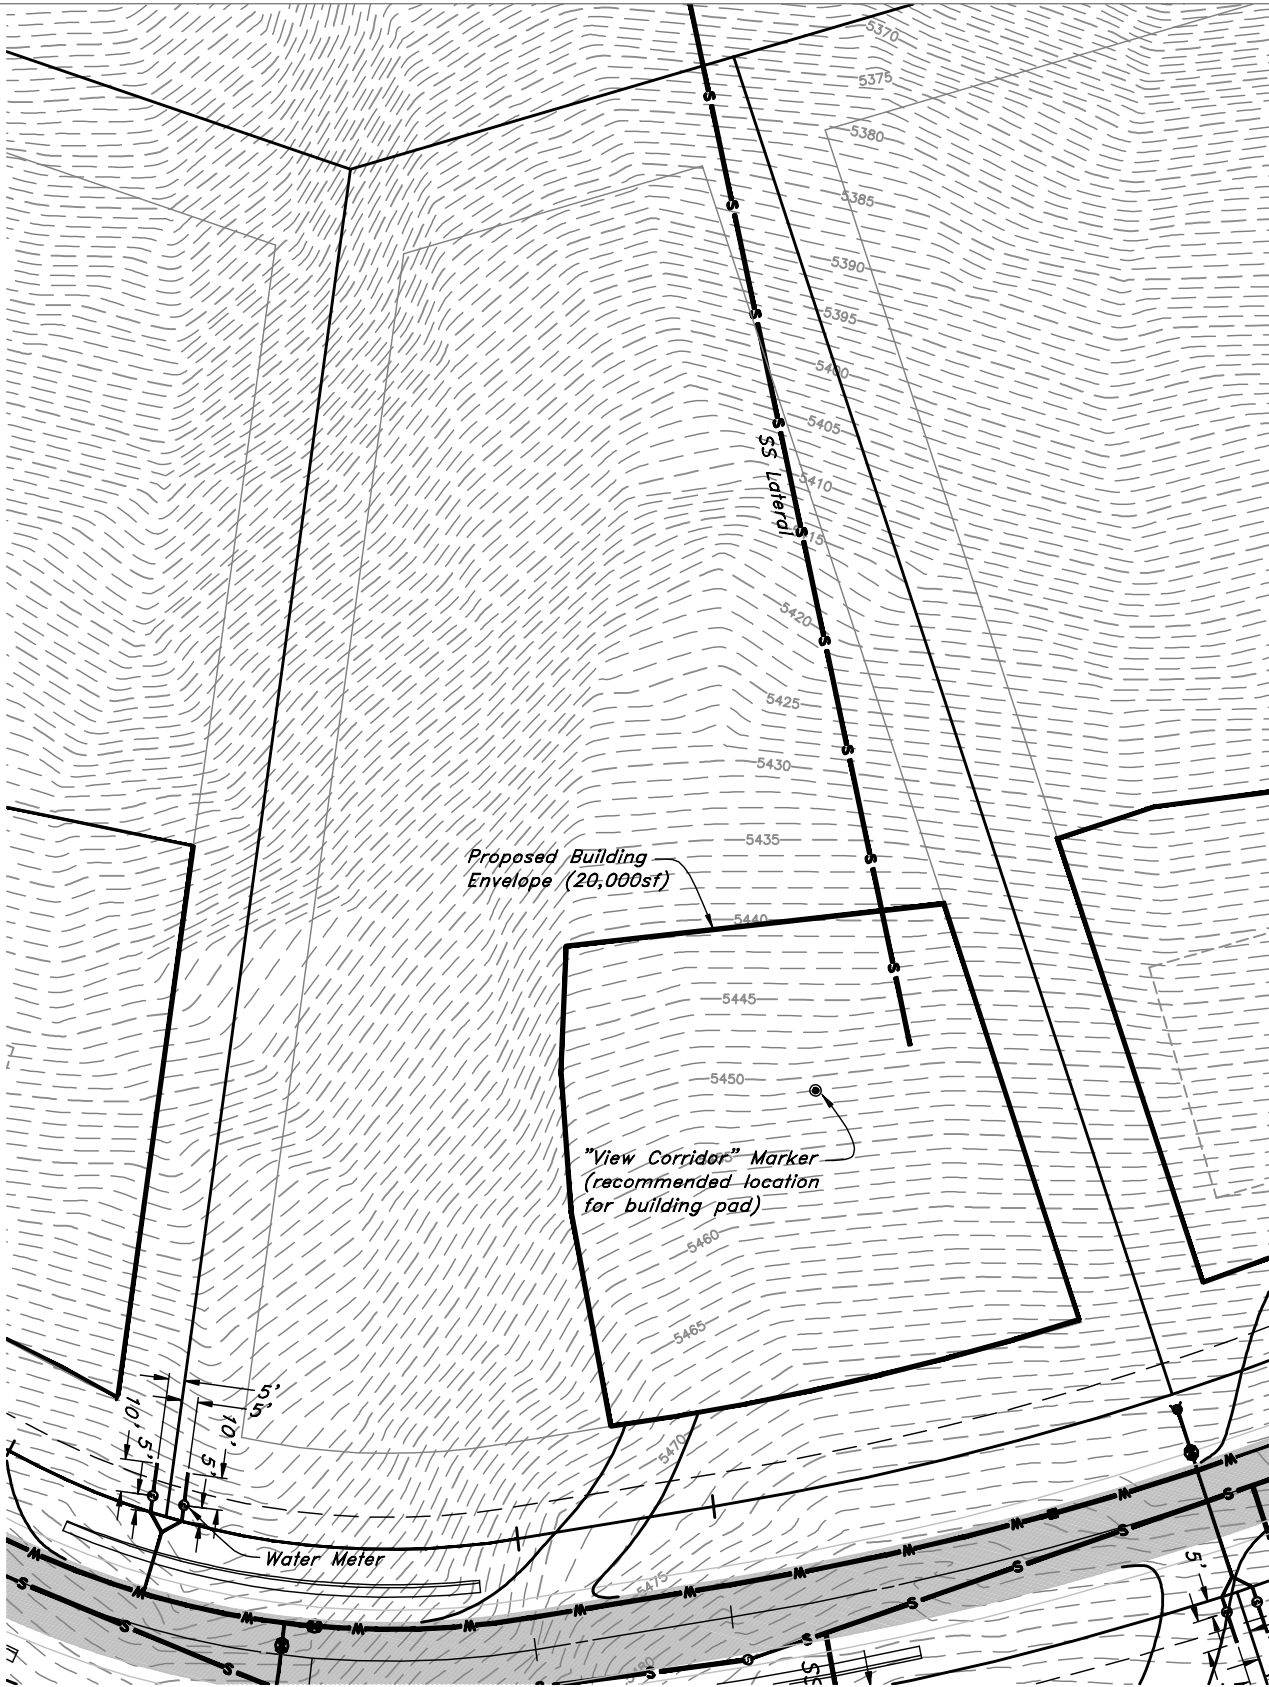 5370
5375
5380
5385
5390
5395
5400
5405
5410
5420
5425
5430
5435
5440
5445
5450
5460
5465
5470
5475
S
S
S
S
S
S
S
S
S
SS Lateral
Proposed Building
Envelope (20,000sf)
"View Corridor" Marker
(recommended location
for building pad)
5'
5'
10'
5'
10'
5'
Water Meter
W
W
W
W
W
W
W
W
W
W
W
W
S
S
S
S
S
S
S
S
S
5'
SS